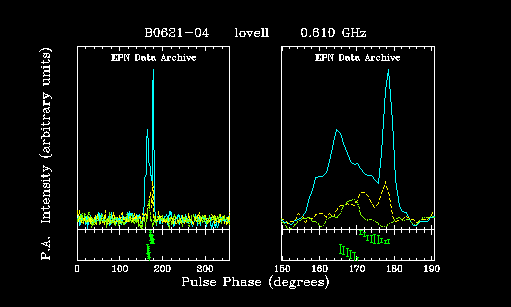 B0621-04 lovell 0.610 GHz
EPN Data Archive EPN Data Archive
P.A. Intensity (arbitrary units)
0 100 200 300 150 160 170 180 190
Pulse Phase (degrees)